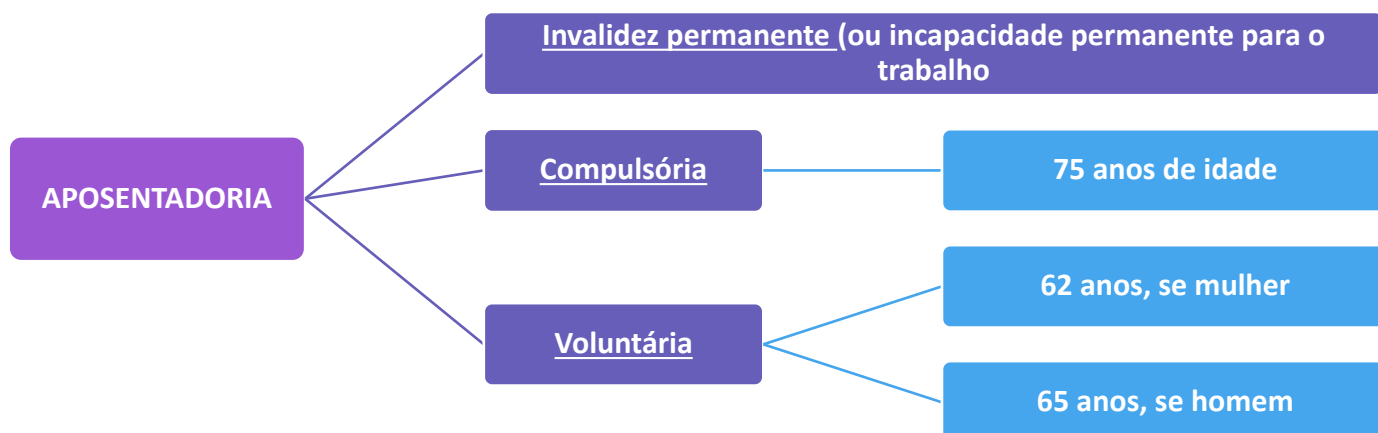 Invalidez permanente (ou incapacidade permanente para o
trabalho
APOSENTADORIA
Compulsória
75 anos de idade
Voluntária
62 anos, se mulher
65 anos, se homem